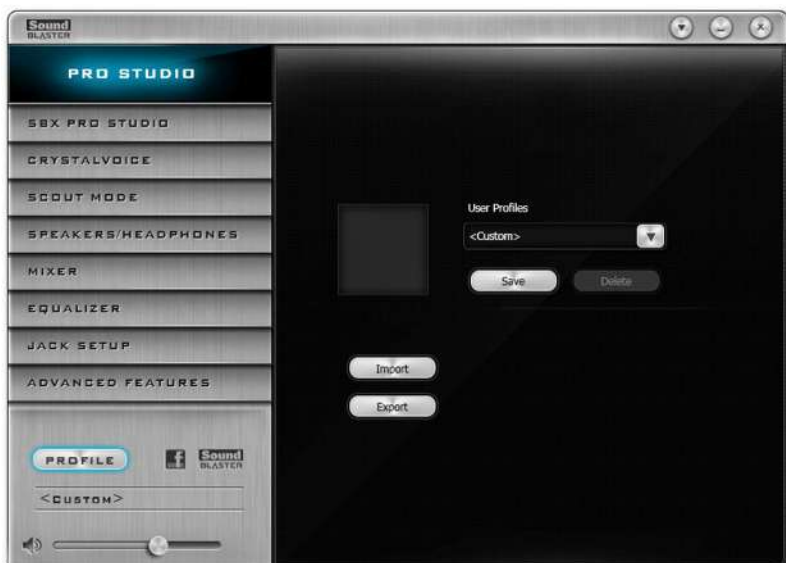 Sound
BLASTER
PRO STUDIO
SBX PRO STUDIO
CRYSTALVOICE
SCOUT MODE
SPEAKERS/HEADPHONES
MIXER
EQUALIZER
JACK SETUP
ADVANCED FEATURES
PROFILE
f
Sound
BLASTER
<CUSTOM>
User Profiles
<Custom>
Save
Delete
Import
Export